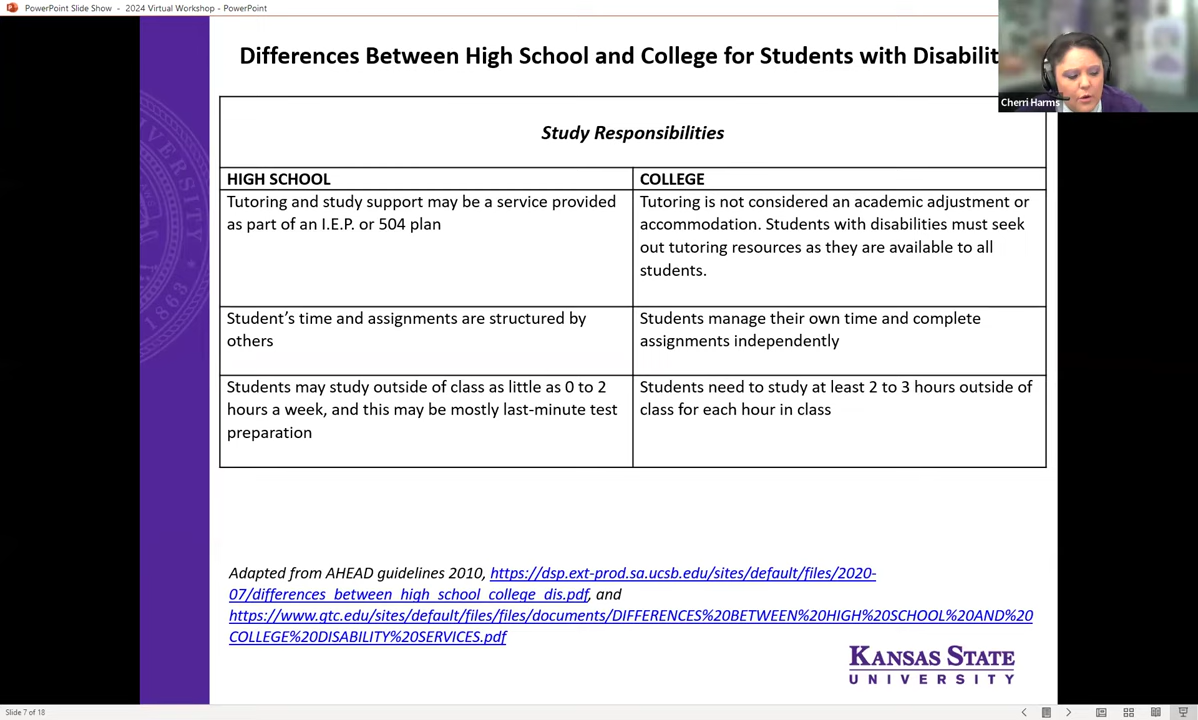 PowerPoint Slide Show - 2024 Virtual Workshop - PowerPoint
Differences Between High School and College for Students with Disabilit
Cherri Harms
Study Responsibilities
HIGH SCHOOL
COLLEGE
Tutoring and study support may be a service provided
as part of an I.E.P. or 504 plan
Tutoring is not considered an academic adjustment or
accommodation. Students with disabilities must seek
out tutoring resources as they are available to all
students.
Student’s time and assignments are structured by
others
Students manage their own time and complete
assignments independently
Students may study outside of class as little as 0 to 2
hours a week, and this may be mostly last-minute test
preparation
Students need to study at least 2 to 3 hours outside of
class for each hour in class
Adapted from AHEAD guidelines 2010, https://dsp.ext-prod.sa.ucsb.edu/sites/default/files/2020-
07/differences_between_high_school_college_dis.pdf, and
https://www.gtc.edu/sites/default/files/files/documents/DIFFERENCES%20BETWEEN%20HIGH%20SCHOOL%20AND%20
COLLEGE%20DISABILITY%20SERVICES.pdf
KANSAS STATE
UNIVERSITY
1863
Slide 7 of 18